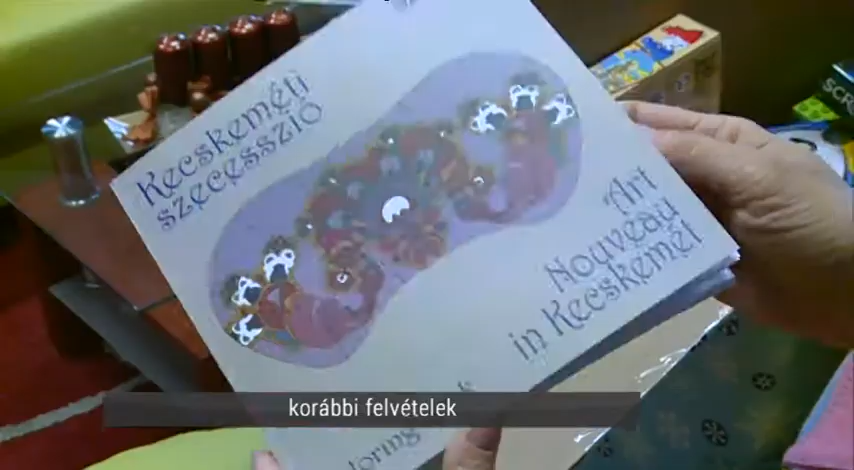 Kecskeméti
szecesszió
Art
Nouveau
in Kecskemét
korábbi felvételek